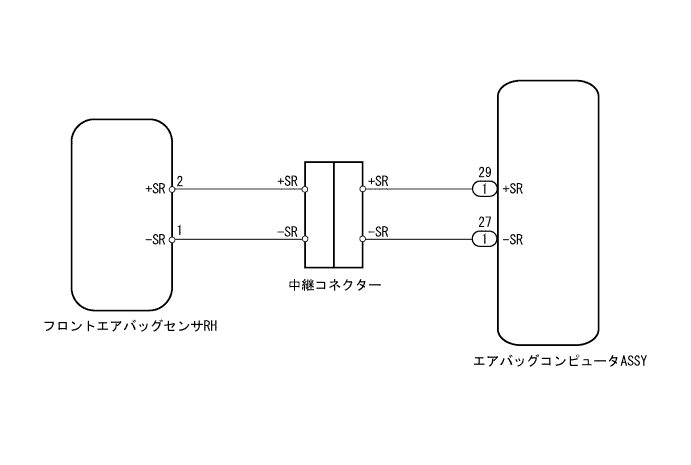 29
2 +SR +SR
+SR 1 +SR
27
1 −SR −SR
−SR 1 −SR
中継コネクター
フロントエアバッグセンサRH
エアバッグコンピュータASSY